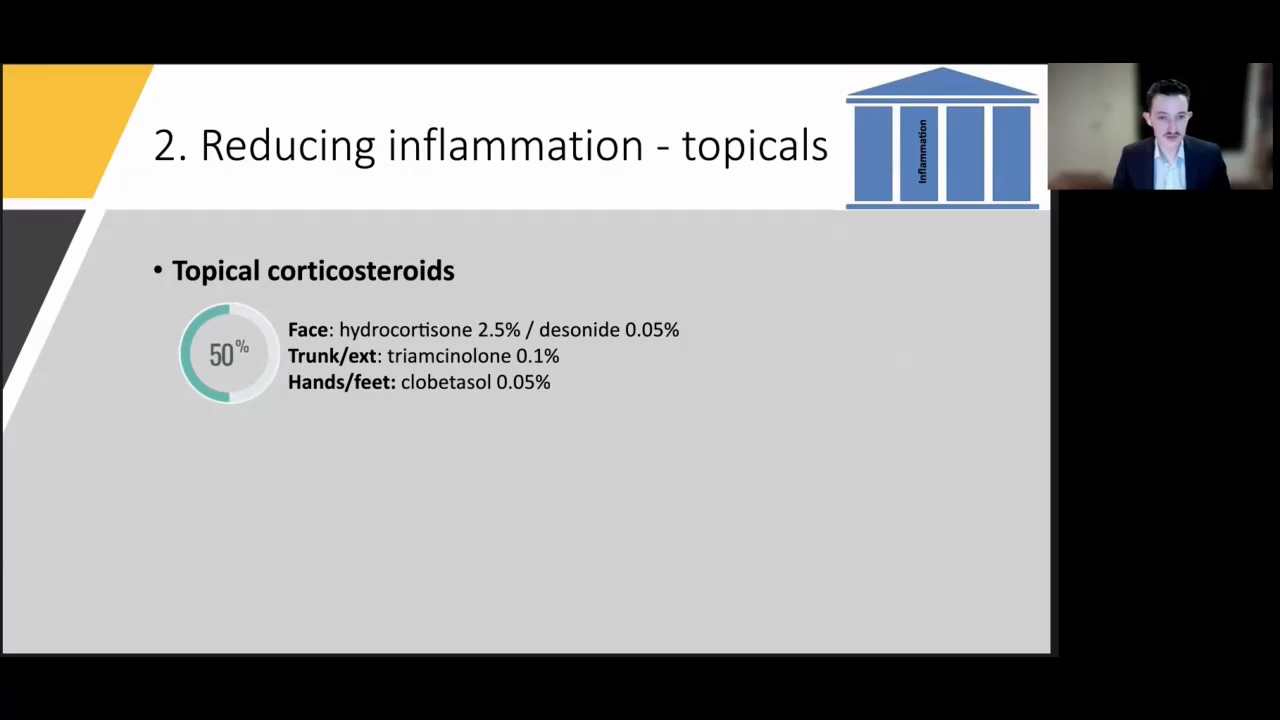 2. Reducing inflammation - topicals
Inflammation
• Topical corticosteroids
50%
Face: hydrocortisone 2.5% / desonide 0.05%
Trunk/ext: triamcinolone 0.1%
Hands/feet: clobetasol 0.05%